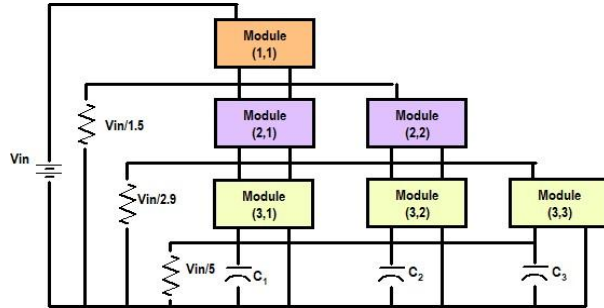 Module
(1,1)
Vin/1.5
Module
(2,1)
Module
(2,2)
Vin
Vin/2.9
Module
(3,1)
Module
(3,2)
Module
(3,3)
Vin/5
C1
C2
C3